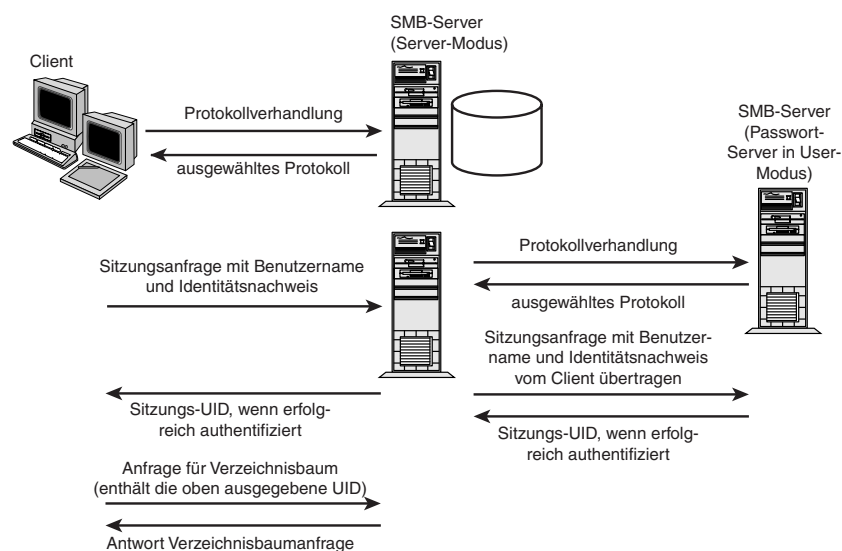 SMB-Server
(Server-Modus)
Client
SMB-Server
(Passwort-
Server in User-
Modus)
Protokollverhandlung
ausgewähltes Protokoll
Sitzungsanfrage mit Benutzername
und Identitätsnachweis
Protokollverhandlung
ausgewähltes Protokoll
Sitzungsanfrage mit Benutzer-
name und Identitätsnachweis
vom Client übertragen
Sitzungs-UID, wenn erfolg-
reich authentifiziert
Sitzungs-UID, wenn erfolg-
reich authentifiziert
Anfrage für Verzeichnisbaum
(enthält die oben ausgegebene UID)
Antwort Verzeichnisbaumanfrage